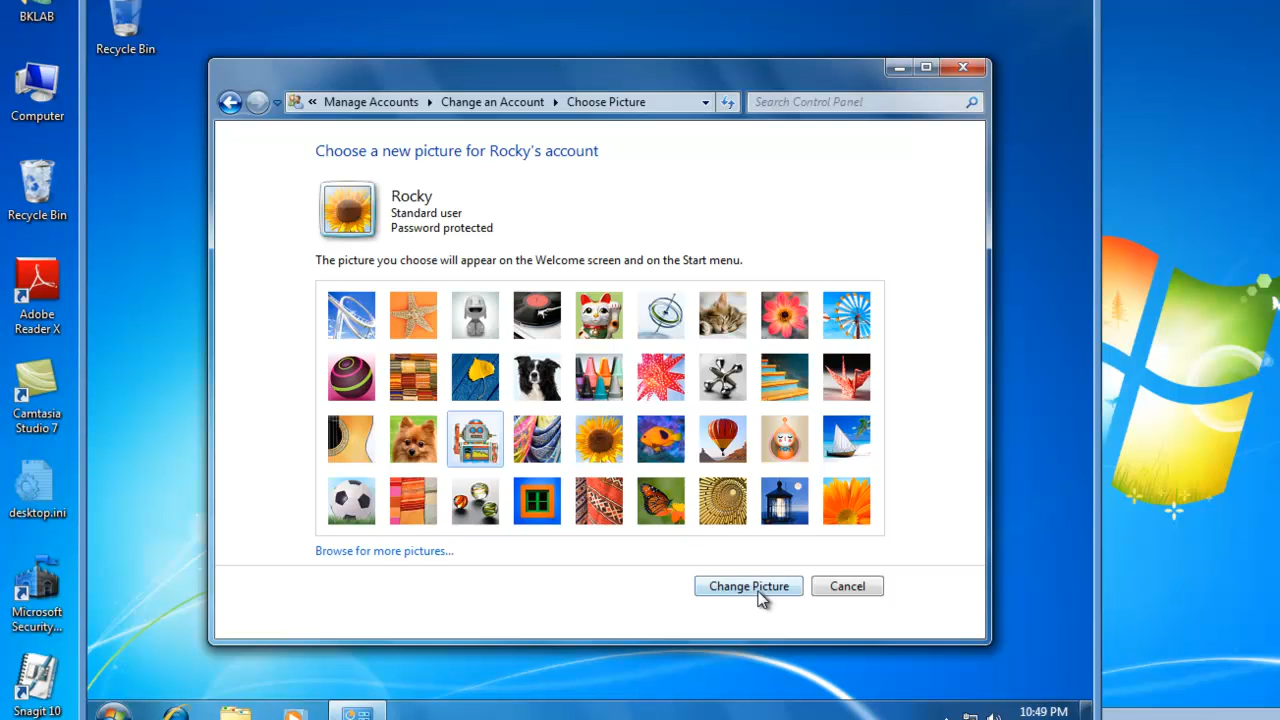 BKLAB
Computer
Recycle Bin
Adobe
Reader X
Camtasia
Studio 7
desktop.ini
Microsoft
Security...
Snagit 10
Recycle Bin
« Manage Accounts Change an Account Choose Picture
Search Control Panel
Choose a new picture for Rocky's account
Rocky
Standard user
Password protected
The picture you choose will appear on the Welcome screen and on the Start menu.
Browse for more pictures...
Change Picture
Cancel
10:49 PM